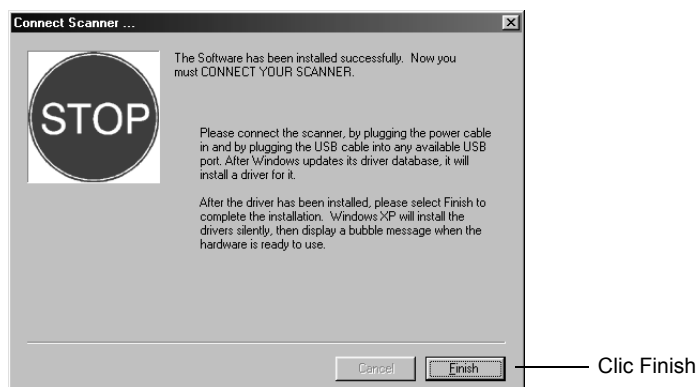 Connect Scanner ...
STOP
The Software has been installed successfully. Now you
must CONNECT YOUR SCANNER.
Please connect the scanner, by plugging the power cable
in and by plugging the USB cable into any available USB
port. After Windows updates its driver database, it will
install a driver for it.
After the driver has been installed, please select Finish to
complete the installation. Windows XP will install the
drivers silently, then display a bubble message when the
hardware is ready to use.
Cancel
Finish
Clic Finish